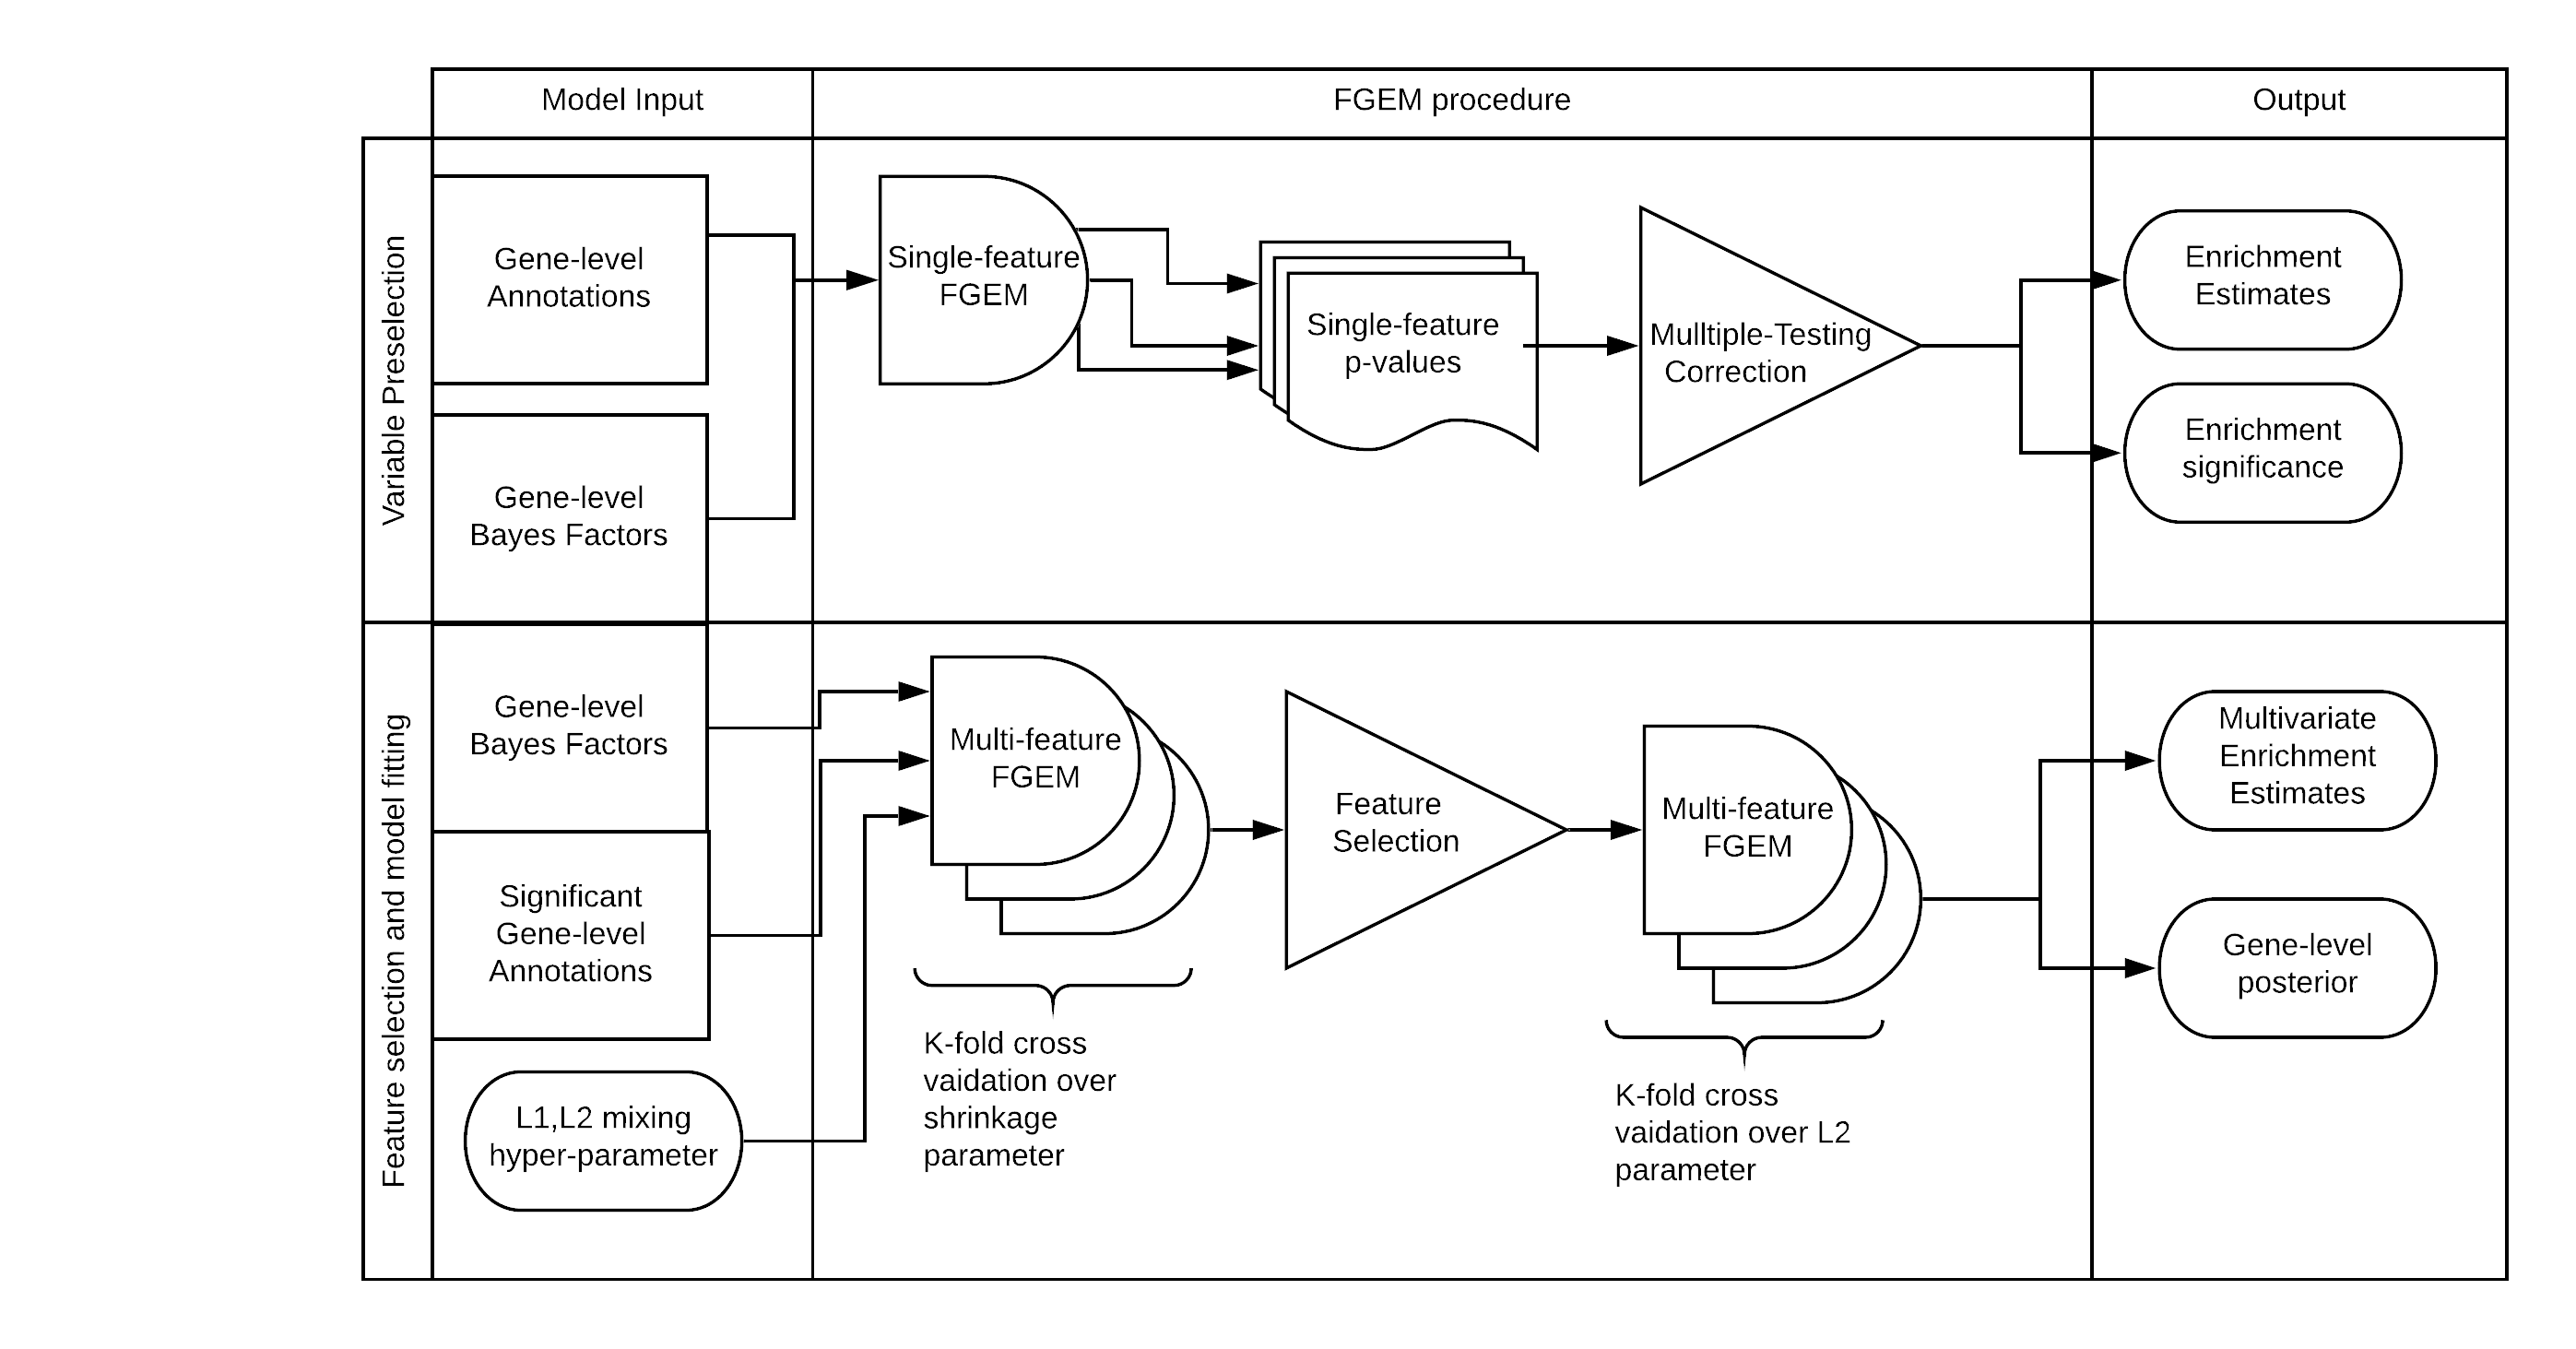 Model Input
FGEM procedure
Output
Variable Preselection
Gene-level
Annotations
Gene-level
Bayes Factors
Single-feature
FGEM
Single-feature
p-values
Mulltiple-Testing
Correction
Enrichment
Estimates
Enrichment
significance
Feature selection and model fitting
Gene-level
Bayes Factors
Significant
Gene-level
Annotations
L1,L2 mixing
hyper-parameter
Multi-feature
FGEM
K-fold cross
vaidation over
shrinkage
parameter
Feature
Selection
Multi-feature
FGEM
K-fold cross
vaidation over L2
parameter
Multivariate
Enrichment
Estimates
Gene-level
posterior